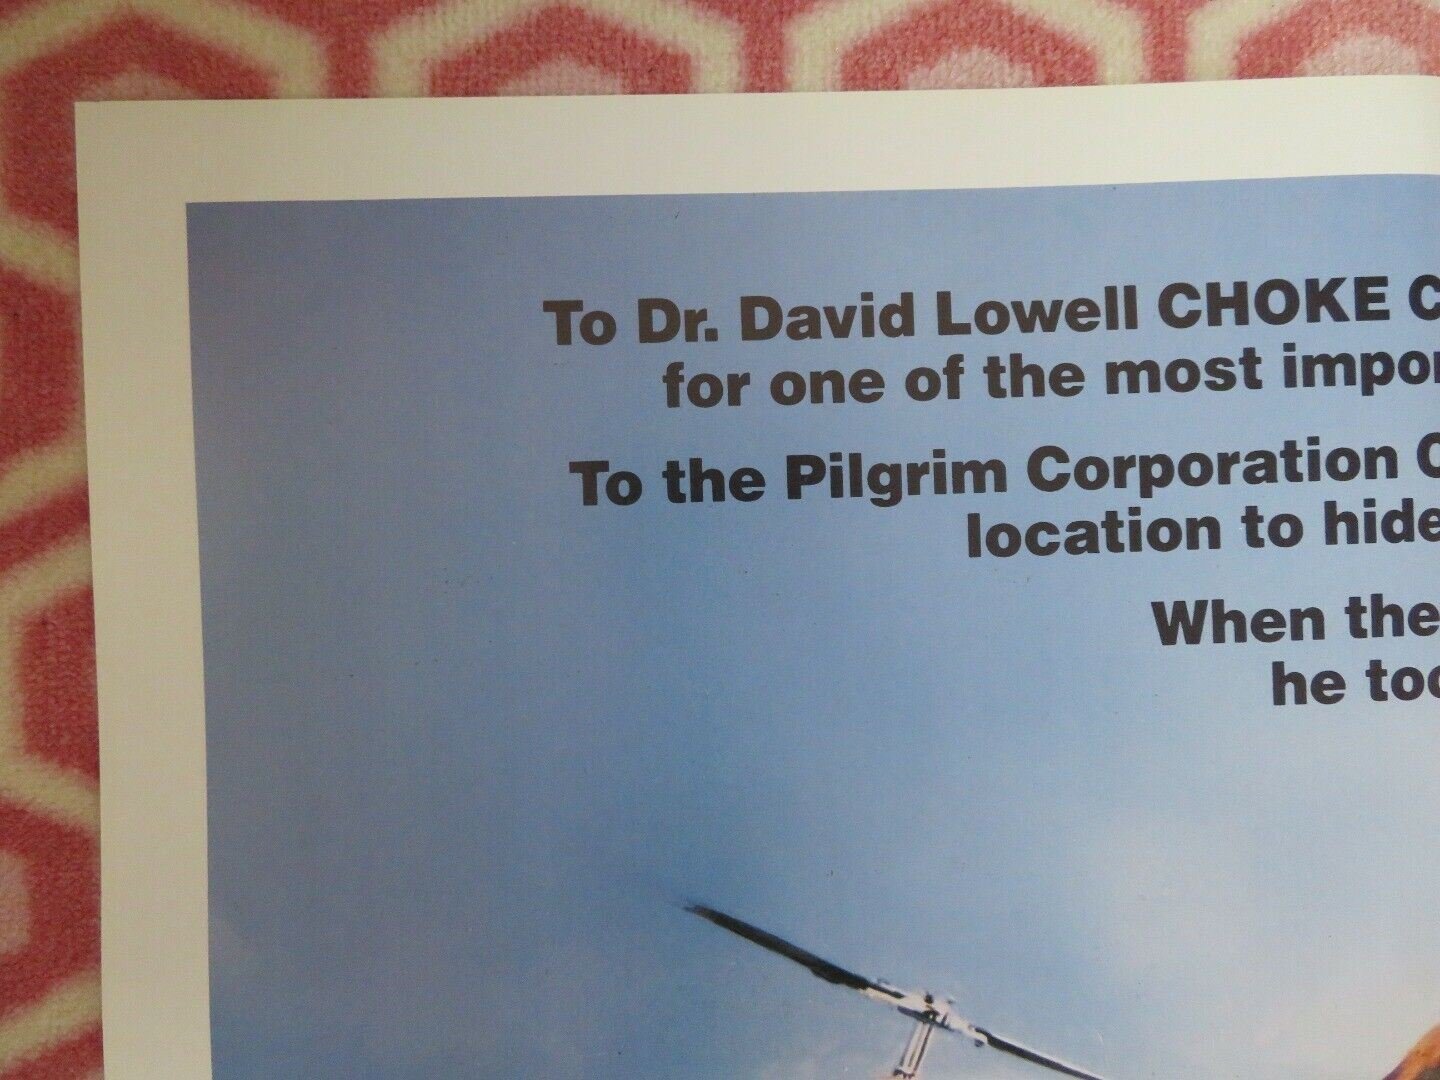 To Dr. David Lowell CHOKE C
for one of the most impor
To the Pilgrim Corporation C
location to hide
When the
he too